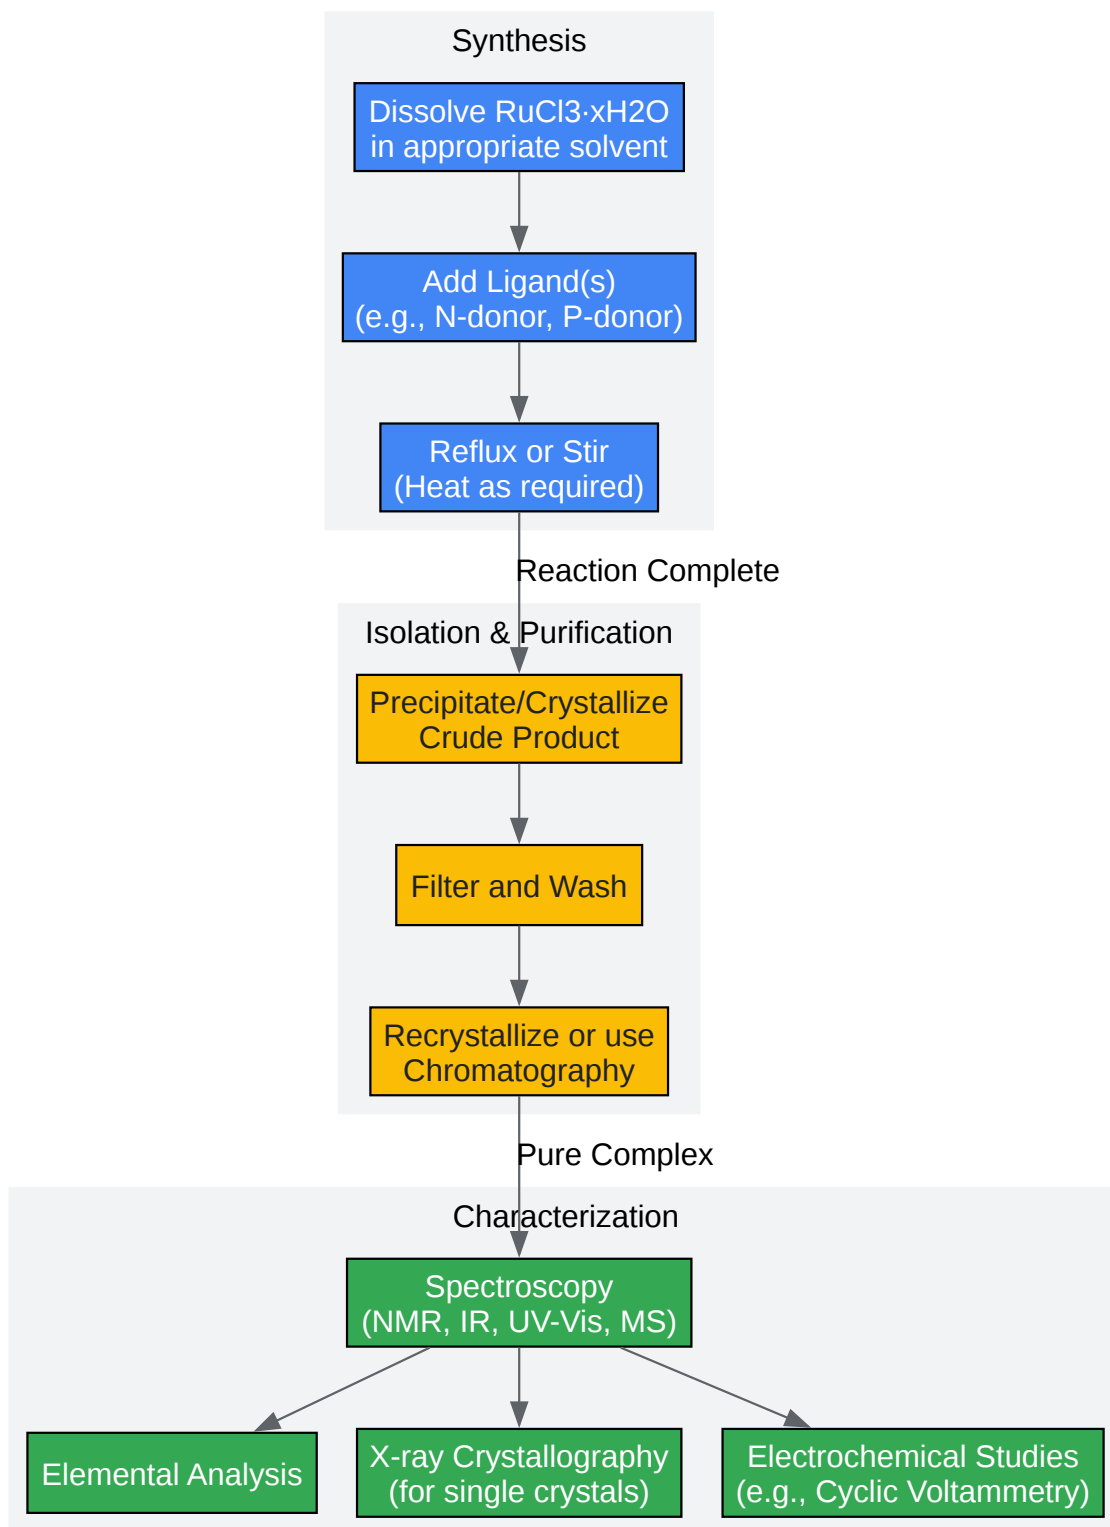 Synthesis
Dissolve RuCl3·xH2O
in appropriate solvent
Add Ligand(s)
(e.g., N-donor, P-donor)
Reflux or Stir
(Heat as required)
Reaction Complete
Isolation & Purification
Precipitate/Crystallize
Crude Product
Filter and Wash
Recrystallize or use
Chromatography
Pure Complex
Characterization
Spectroscopy
(NMR, IR, UV-Vis, MS)
Elemental Analysis
X-ray Crystallography
(for single crystals)
Electrochemical Studies
(e.g., Cyclic Voltammetry)